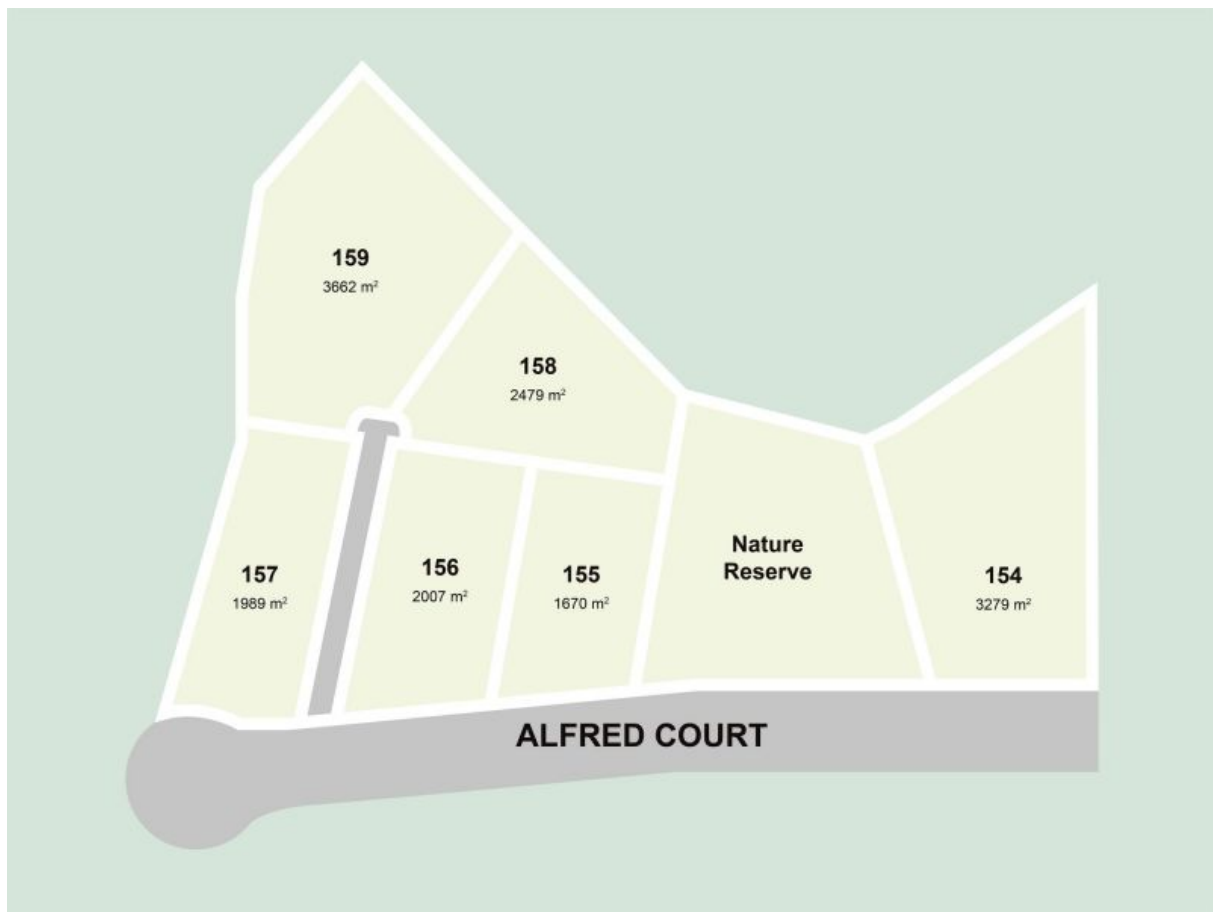 159
3662 m²
158
2479 m²
157
1989 m²
156
2007 m²
155
1670 m²
Nature
Reserve
154
3279 m²
ALFRED COURT